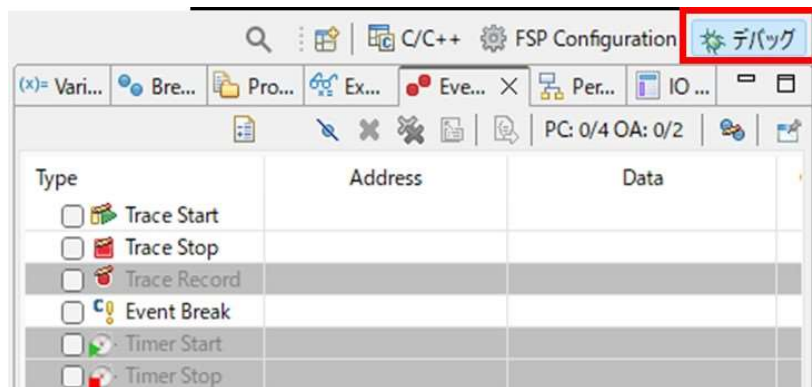 C/C++ FSP Configuration デバッグ
(x)= Vari... Bre... Pro... Ex... Eve... Per... IO ...
PC: 0/4 OA: 0/2
Type Address Data
Trace Start
Trace Stop
Trace Record
Event Break
Timer Start
Timer Stop